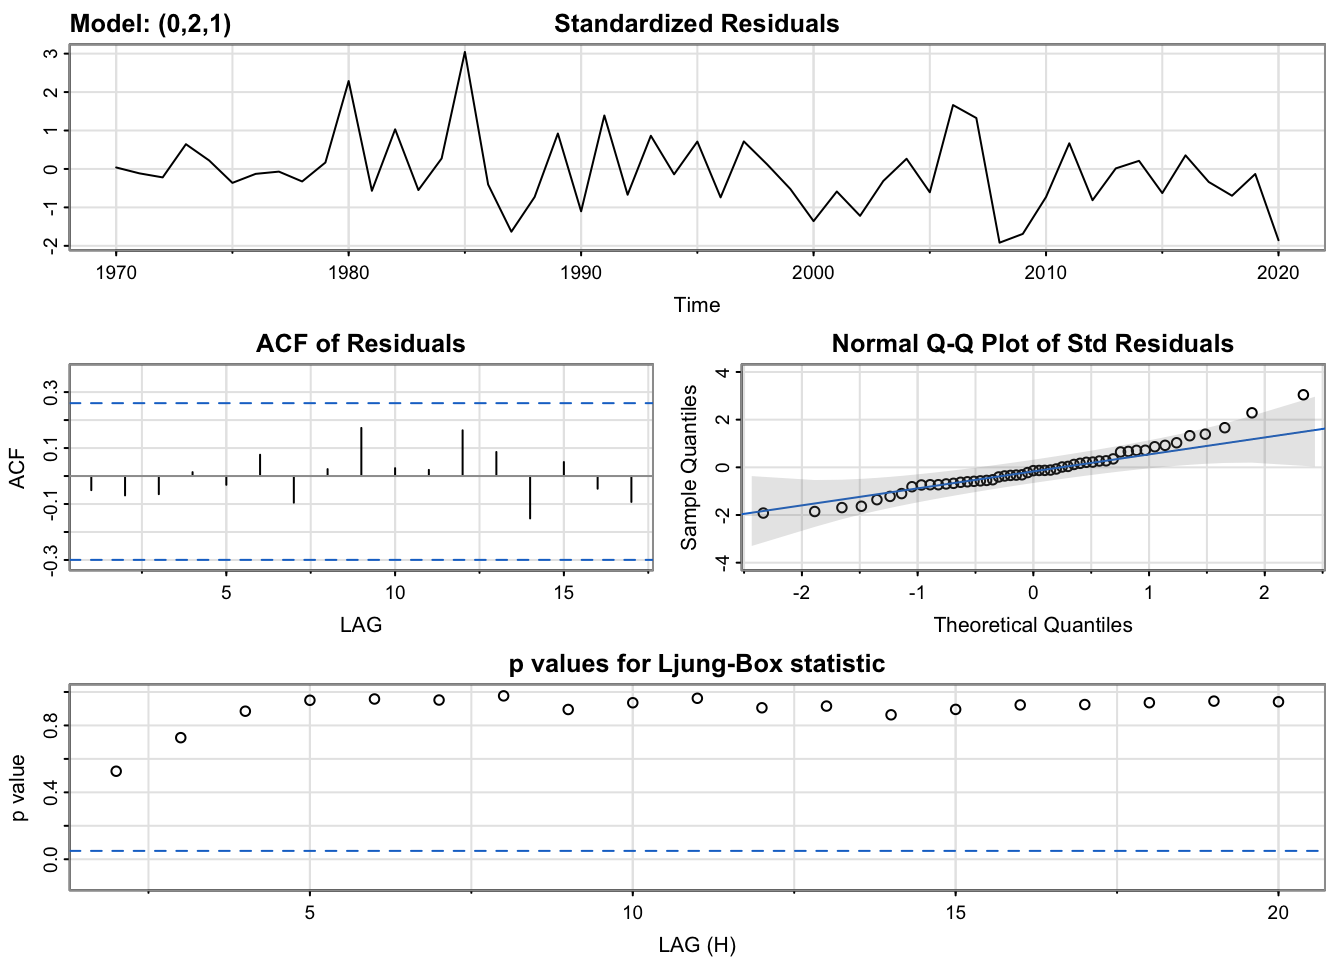 Model: (0,2,1) Standardized Residuals
3
2
1
0
-1
-2
1970 1980 1990 2000 2010 2020
Time
ACF of Residuals
ACF
0.3
0.1
-0.1
-0.3
5 10 15
LAG
Normal Q-Q Plot of Std Residuals
Sample Quantiles
4
2
0
-2
-4
-2 -1 0 1 2
Theoretical Quantiles
p values for Ljung-Box statistic
p value
0.8
0.4
0.0
5 10 15 20
LAG (H)